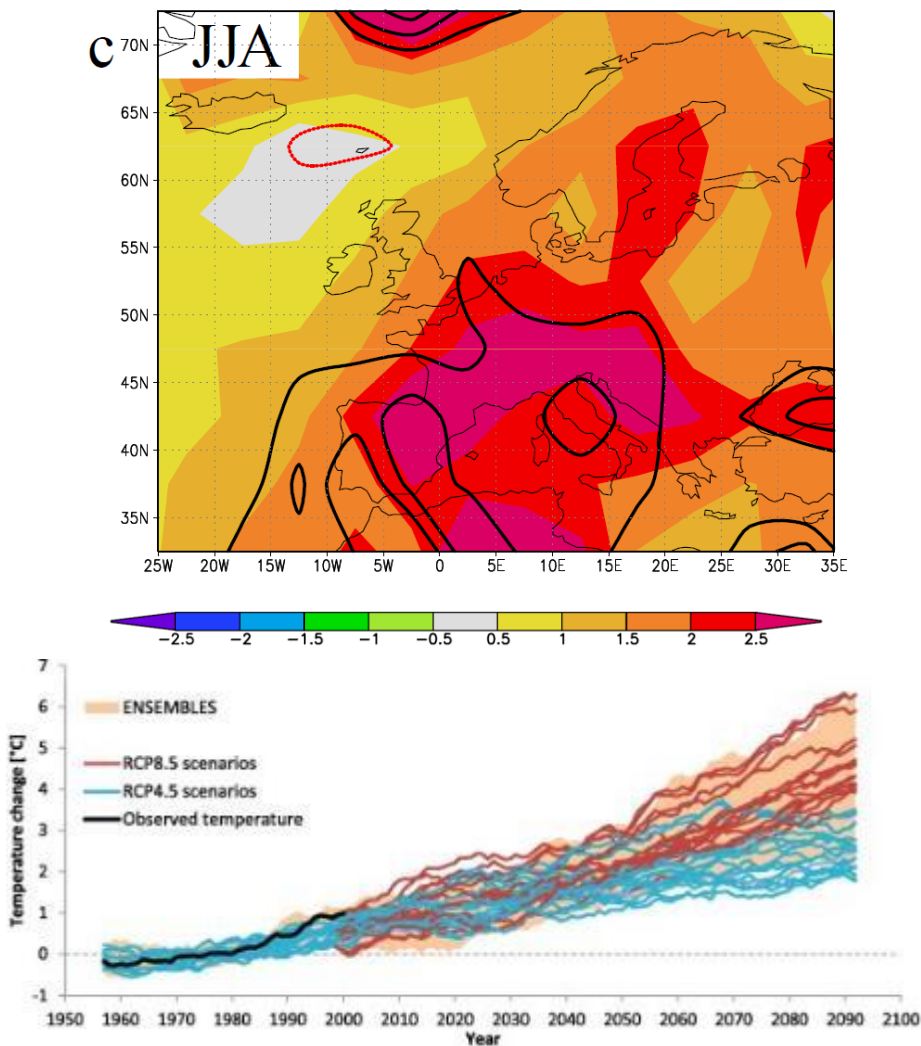 c JJA
70N
65N
60N
55N
50N
45N
40N
35N
25W 20W 15W 10W 5W 0 5E 10E 15E 20E 25E 30E 35E
-2.5 -2 -1.5 -1 -0.5 0.5 1 1.5 2 2.5
7
6
5
4
3
2
1
0
-1
Temperature change [°C]
ENSEMBLES
RCP8.5 scenarios
RCP4.5 scenarios
Observed temperature
1950 1960 1970 1980 1990 2000 2010 2020 2030 2040 2050 2060 2070 2080 2090 2100
Year